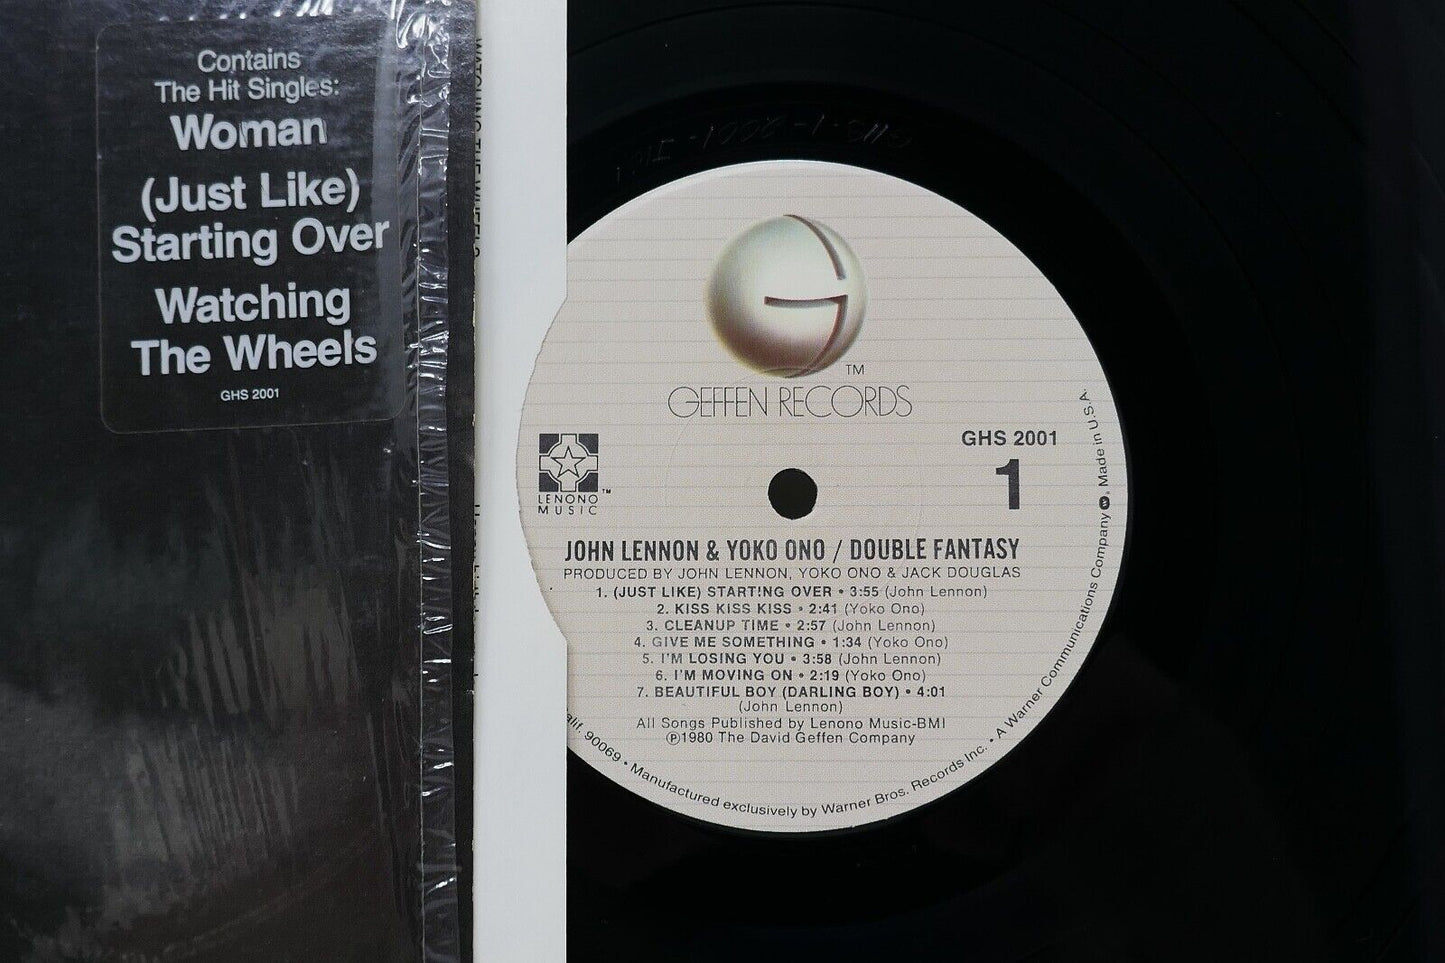 Contains
The Hit Singles:
Woman
(Just Like)
Starting Over
Watching
The Wheels
GHS 2001
WATCHING THE WHEELS
GHS-1-2001-
TM
GEFFEN RECORDS
GHS 2001
1
LENONO
MUSIC
TM
JOHN LENNON & YOKO ONO / DOUBLE FANTASY
PRODUCED BY JOHN LENNON, YOKO ONO & JACK DOUGLAS
1. (JUST LIKE) STARTING OVER • 3:55 (John Lennon)
2. KISS KISS KISS • 2:41 (Yoko Ono)
3. CLEANUP TIME • 2:57 (John Lennon)
4. GIVE ME SOMETHING • 1:34 (Yoko Ono)
5. I'M LOSING YOU • 3:58 (John Lennon)
6. I'M MOVING ON • 2:19 (Yoko Ono)
7. BEAUTIFUL BOY (DARLING BOY) • 4:01
(John Lennon)
All Songs Published by Lenono Music-BMI
℗1980 The David Geffen Company
alif. 90069 • Manufactured exclusively by Warner Bros. Records Inc. • A Warner Communications Company W. Made in U.S.A.